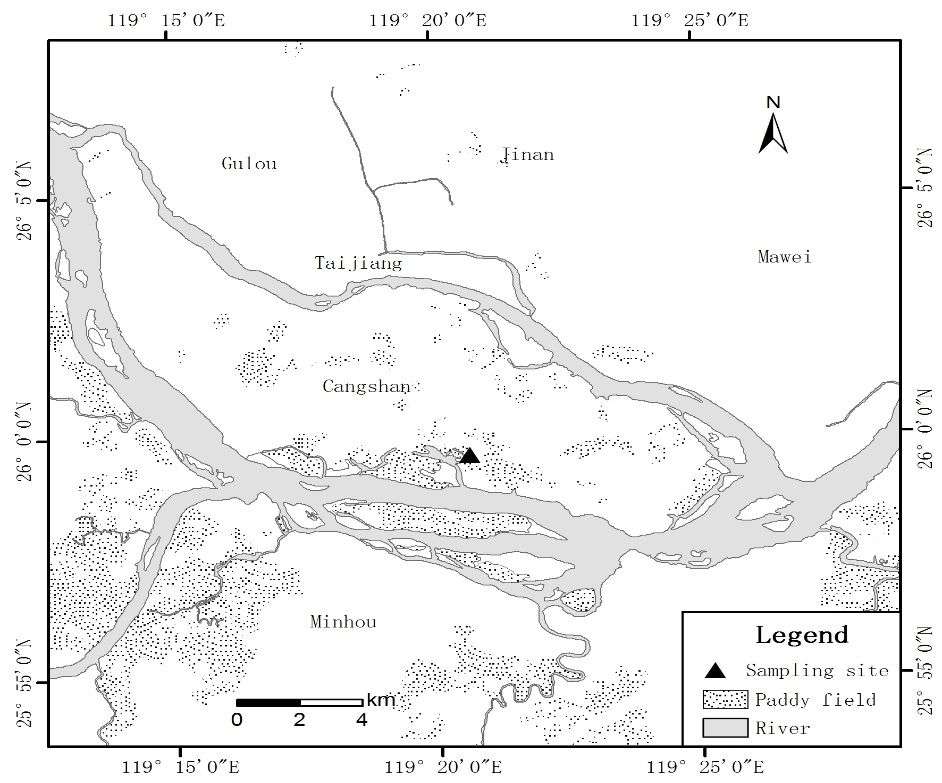 119° 15′0″E 119° 20′0″E 119° 25′0″E
N
Gulou
Jinan
26° 5′0″N
26° 5′0″N
Taijiang
Mawei
Cangshan
26° 0′0″N
26° 0′0″N
Minhou
Legend
Sampling site
Paddy field
River
km
0 2 4
25° 55′0″N
25° 55′0″N
119° 15′0″E 119° 20′0″E 119° 25′0″E